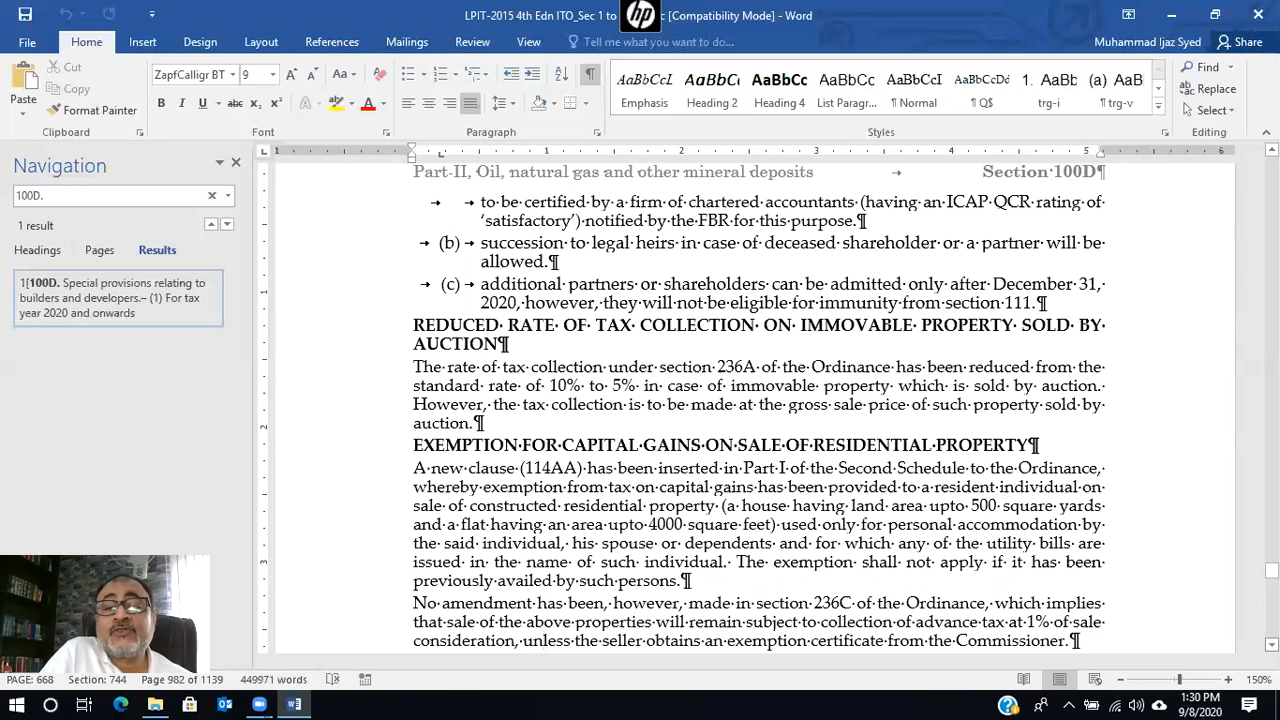 LPIT-2015 4th Edn ITO_Sec 1 to
c [Compatibility Mode] - Word
hp
File Home Insert Design Layout References Mailings Review View Tell me what you want to do...
Muhammad Ijaz Syed Share
Paste
Cut
Copy
Format Painter
Clipboard
ZapfCalligr BT 9
Aa
B I U abc x₂ x² A A
Font
Paragraph
AaBbCcL AaBbC AaBbCc AaBbCcI AaBbCcI AaBbCcDd 1. AaBb (a) AaB
Emphasis Heading 2 Heading List Paragr... ¶ Normal ¶ Q$ trg-i ¶ trg-v
Styles
Find
Replace
Select
Editing
Navigation
100D.
1 result
Headings Pages Results
1[100D. Special provisions relating to
builders and developers.– (1) For tax
year 2020 and onwards
1 1 2 3 4 5 6
Part-II, Oil, natural gas and other mineral deposits → Section 100D¶
→ → to be certified by a firm of chartered accountants (having an ICAP QCR rating of
‘satisfactory’) notified by the FBR for this purpose.¶
→ (b) → succession to legal heirs in case of deceased shareholder or a partner will be
allowed.¶
→ (c) → additional partners or shareholders can be admitted only after December 31,
2020, however, they will not be eligible for immunity from section 111.¶
REDUCED RATE OF TAX COLLECTION ON IMMOVABLE PROPERTY SOLD BY
AUCTION¶
The rate of tax collection under section 236A of the Ordinance has been reduced from the
standard rate of 10% to 5% in case of immovable property which is sold by auction.
However, the tax collection is to be made at the gross sale price of such property sold by
auction.¶
EXEMPTION FOR CAPITAL GAINS ON SALE OF RESIDENTIAL PROPERTY¶
A new clause (114AA) has been inserted in Part I of the Second Schedule to the Ordinance,
whereby exemption from tax on capital gains has been provided to a resident individual on
sale of constructed residential property (a house having land area upto 500 square yards
and a flat having an area upto 4000 square feet) used only for personal accommodation by
the said individual, his spouse or dependents and for which any of the utility bills are
issued in the name of such individual. The exemption shall not apply if it has been
previously availed by such persons.¶
No amendment has been, however, made in section 236C of the Ordinance, which implies
that sale of the above properties will remain subject to collection of advance tax at 1% of sale
consideration, unless the seller obtains an exemption certificate from the Commissioner.¶
PAGE: 668 Section: 744 Page 982 of 1139 449971 words
150%
1:30 PM
9/8/2020